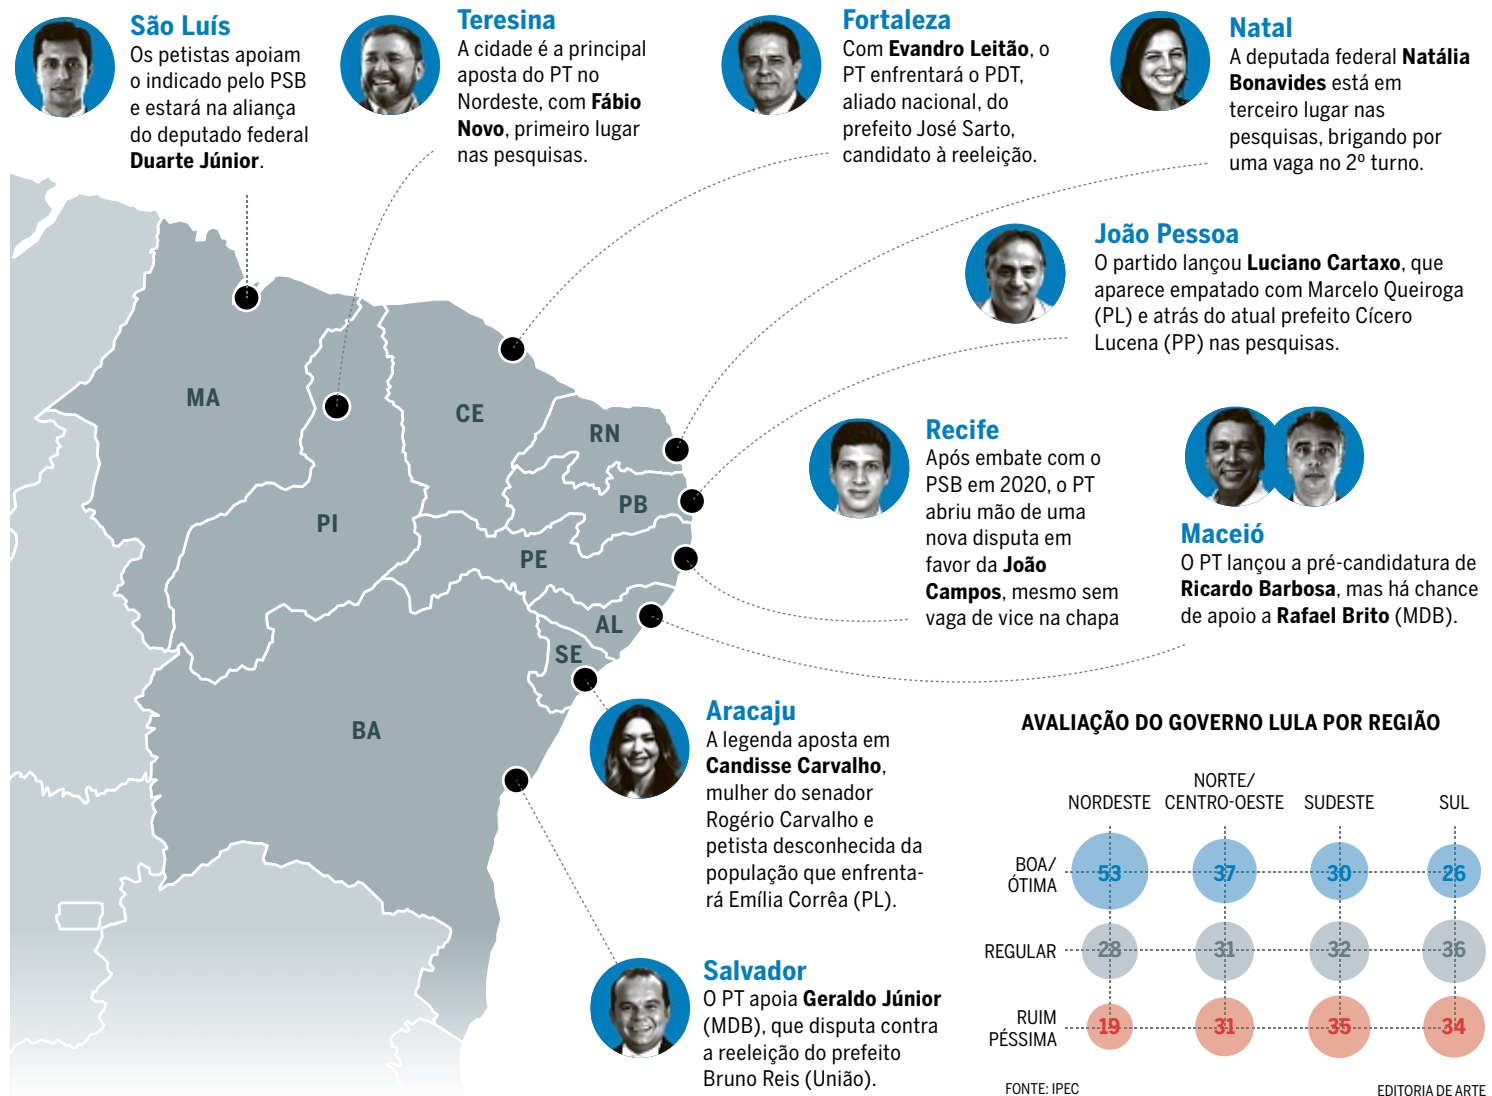 São Luís
Os petistas apoiam
o indicado pelo PSB
e estará na aliança
do deputado federal
Duarte Júnior.
Teresina
A cidade é a principal
aposta do PT no
Nordeste, com Fábio
Novo, primeiro lugar
nas pesquisas.
Fortaleza
Com Evandro Leitão, o
PT enfrentará o PDT,
aliado nacional, do
prefeito José Sarto,
candidato à reeleição.
Natal
A deputada federal Natália
Bonavides está em
terceiro lugar nas
pesquisas, brigando por
uma vaga no 2º turno.
João Pessoa
O partido lançou Luciano Cartaxo, que
aparece empatado com Marcelo Queiroga
(PL) e atrás do atual prefeito Cícero
Lucena (PP) nas pesquisas.
Recife
Após embate com o
PSB em 2020, o PT
abriu mão de uma
nova disputa em
favor da João
Campos, mesmo sem
vaga de vice na chapa
Maceió
O PT lançou a pré-candidatura de
Ricardo Barbosa, mas há chance
de apoio a Rafael Brito (MDB).
MA
CE
RN
PB
PI
PE
AL
SE
BA
Aracaju
A legenda aposta em
Candisse Carvalho,
mulher do senador
Rogério Carvalho e
petista desconhecida da
população que enfrenta-
rá Emília Corrêa (PL).
Salvador
O PT apoia Geraldo Júnior
(MDB), que disputa contra
a reeleição do prefeito
Bruno Reis (União).
AVALIAÇÃO DO GOVERNO LULA POR REGIÃO
NORDESTE
NORTE/
CENTRO-OESTE
SUDESTE
SUL
BOA/
ÓTIMA
53 37 30 26
REGULAR
28 31 32 36
RUIM
PÉSSIMA
19 31 35 34
FONTE: IPEC
EDITORIA DE ARTE